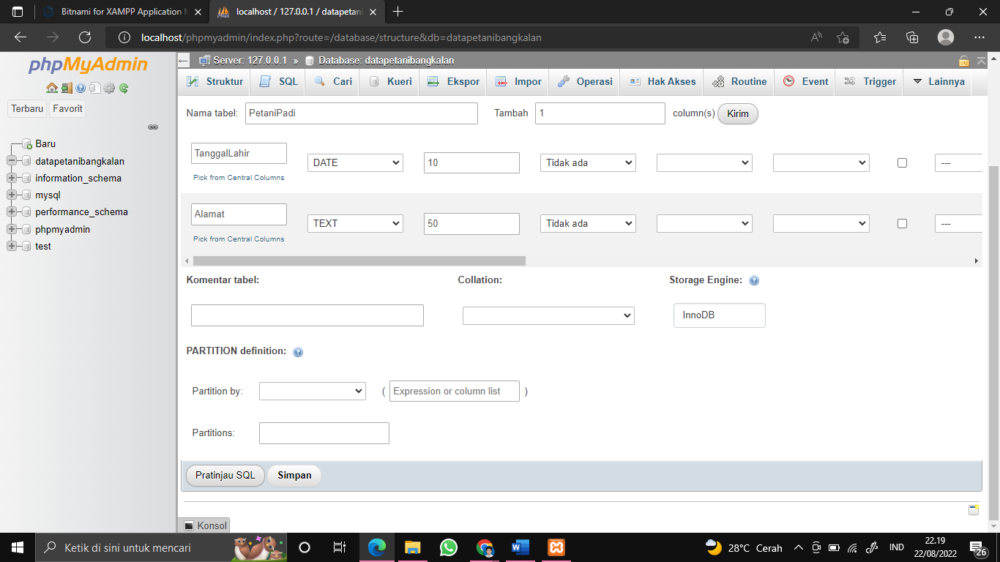 Bitnami for XAMPP Application M
localhost / 127.0.0.1 / datapetani
localhost/phpmyadmin/index.php?route=/database/structure&db=datapetanibangkalan
phpMyAdmin
Terbaru Favorit
Baru
datapetanibangkalan
information_schema
mysql
performance_schema
phpmyadmin
test
Server: 127.0.0.1 » Database: datapetanibangkalan
Struktur SQL Cari Kueri Ekspor Impor Operasi Hak Akses Routine Event Trigger Lainnya
Nama tabel: PetaniPadi Tambah 1 column(s) Kirim
TanggalLahir DATE 10 Tidak ada ---
Pick from Central Columns
Alamat TEXT 50 Tidak ada ---
Pick from Central Columns
Komentar tabel: Collation: Storage Engine:
InnoDB
PARTITION definition:
Partition by: ( Expression or column list )
Partitions:
Pratinjau SQL Simpan
Konsol
Ketik di sini untuk mencari
28°C Cerah
IND
22.19
22/08/2022
26